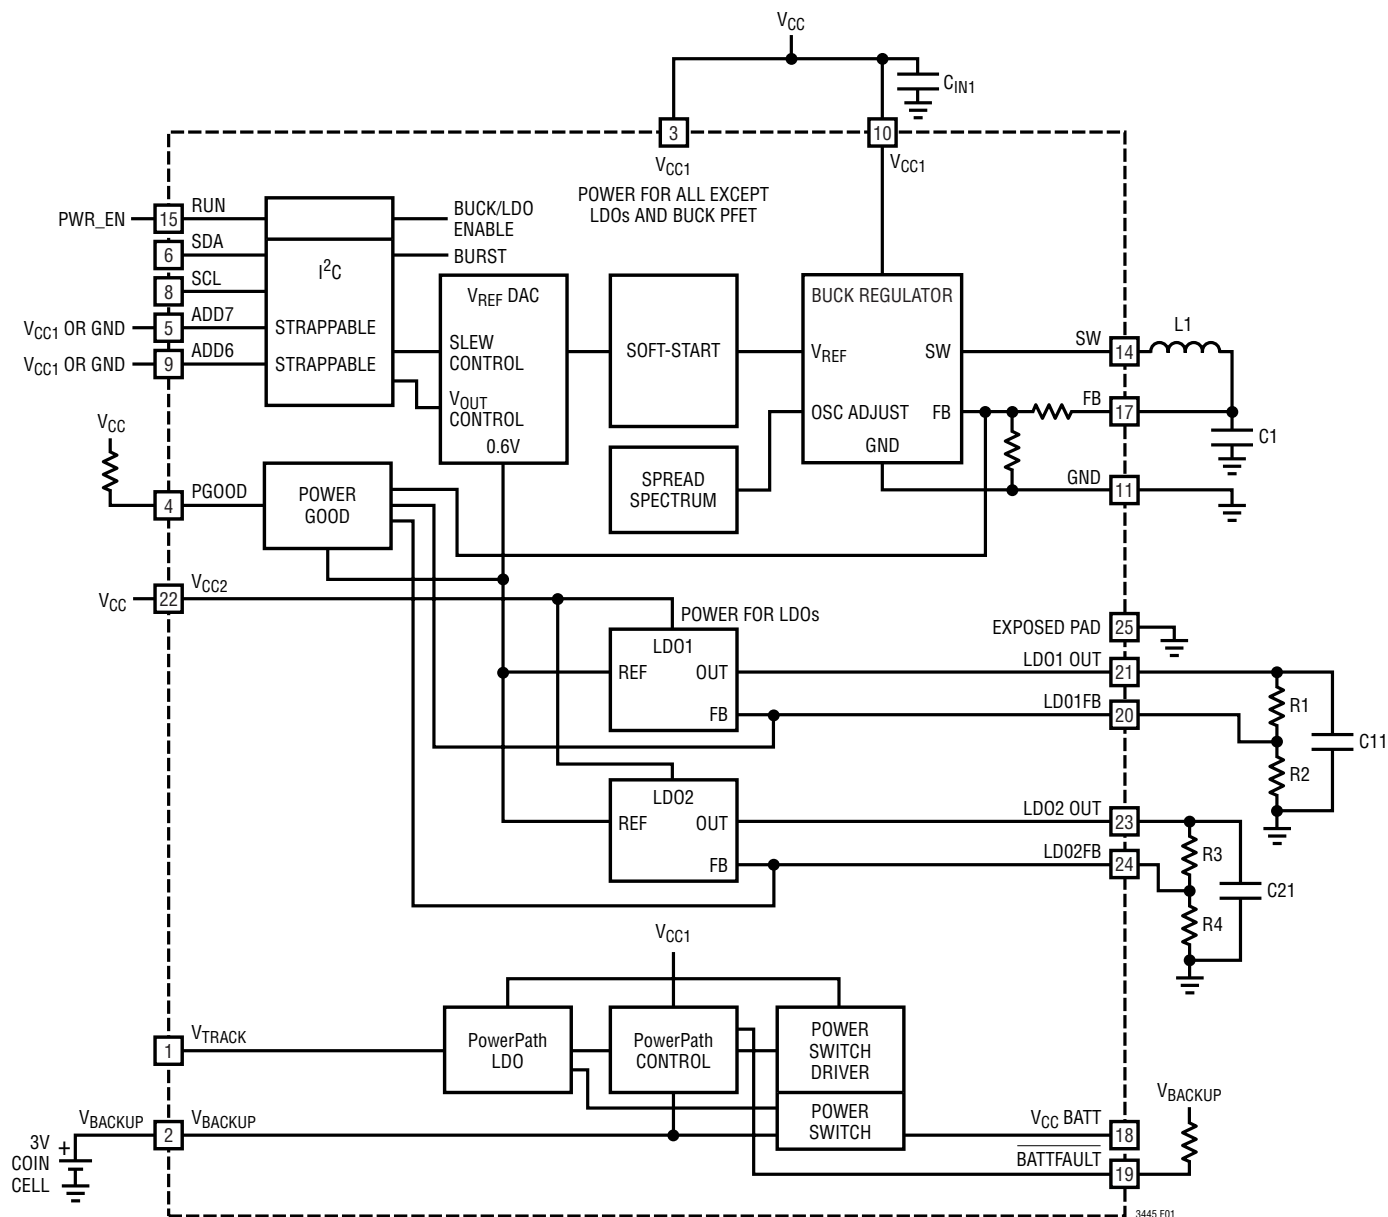 VCC
CIN1
3
10
VCC1
VCC1
POWER FOR ALL EXCEPT
LDOs AND BUCK PFET
PWR_EN
15
RUN
BUCK/LDO
ENABLE
6
SDA
BURST
I2C
8
SCL
VCC1 OR GND
5
ADD7
STRAPPABLE
VCC1 OR GND
9
ADD6
STRAPPABLE
VREF DAC
SLEW
CONTROL
VOUT
CONTROL
0.6V
SOFT-START
SPREAD
SPECTRUM
BUCK REGULATOR
VREF
SW
OSC ADJUST
FB
GND
SW
14
L1
FB
17
C1
GND
11
VCC
4
PGOOD
POWER
GOOD
VCC
22
VCC2
POWER FOR LDOs
LDO1
REF
OUT
FB
EXPOSED PAD
25
LDO1 OUT
21
LDO1FB
20
R1
R2
C11
LDO2
REF
OUT
FB
LDO2 OUT
23
LDO2FB
24
R3
R4
C21
VCC1
1
VTRACK
PowerPath
LDO
PowerPath
CONTROL
POWER
SWITCH
DRIVER
POWER
SWITCH
VBACKUP
2
VBACKUP
+
3V
COIN
CELL
VCC BATT
18
BATTFAULT
19
VBACKUP
3445 F01